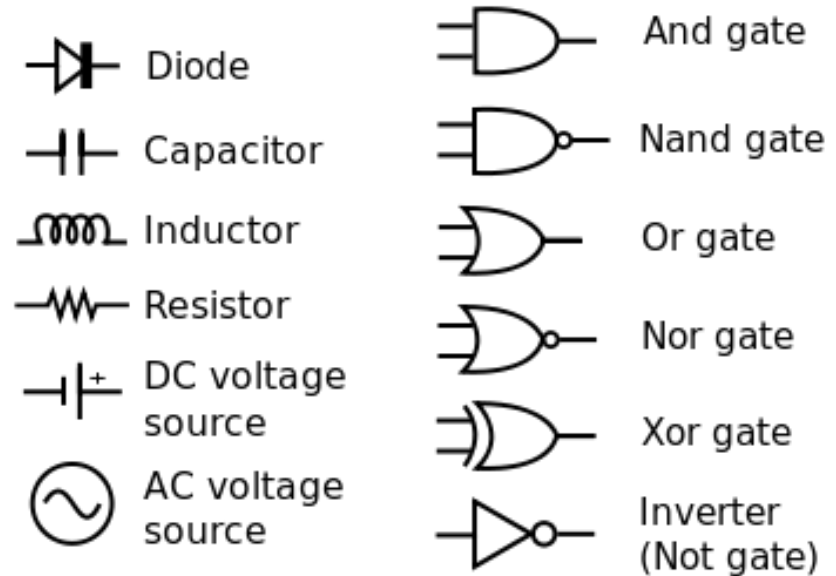 Diode
Capacitor
Inductor
Resistor
+
DC voltage
source
AC voltage
source
And gate
Nand gate
Or gate
Nor gate
Xor gate
Inverter
(Not gate)